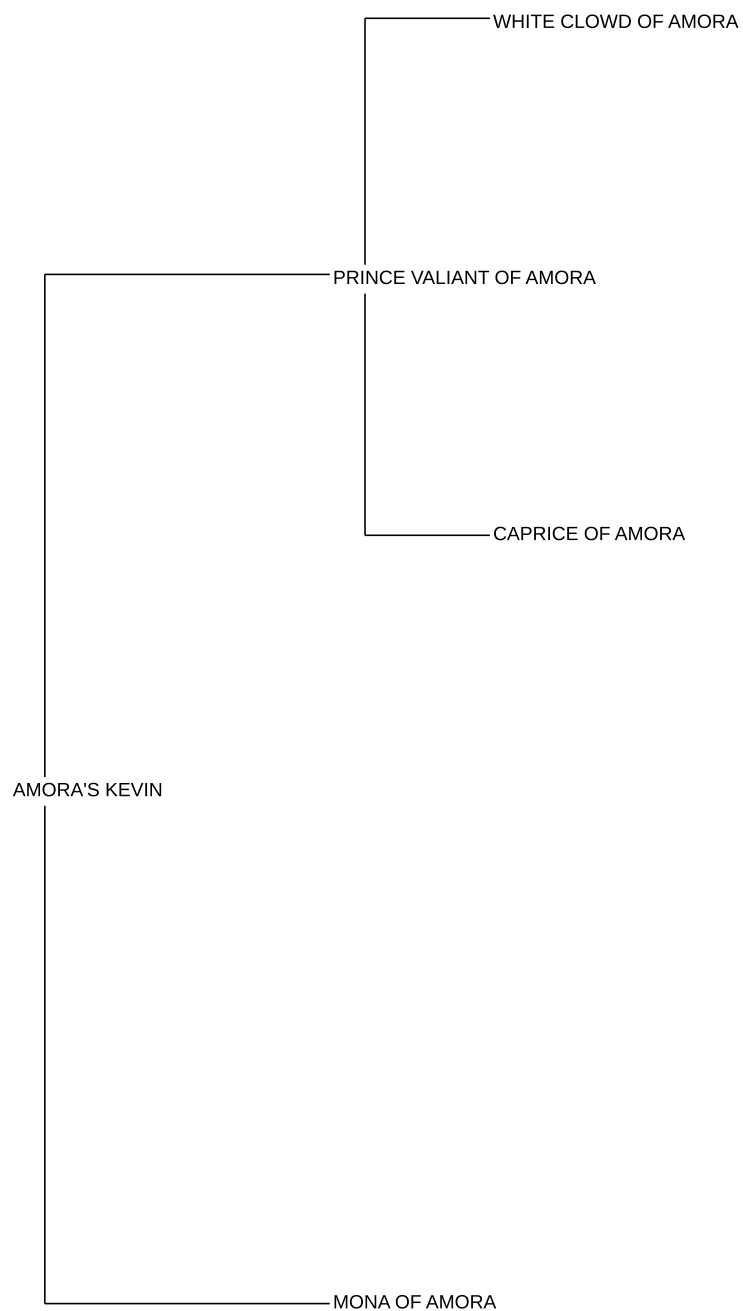 WHITE CLOWD OF AMORA
PRINCE VALIANT OF AMORA
CAPRICE OF AMORA
AMORA'S KEVIN
MONA OF AMORA